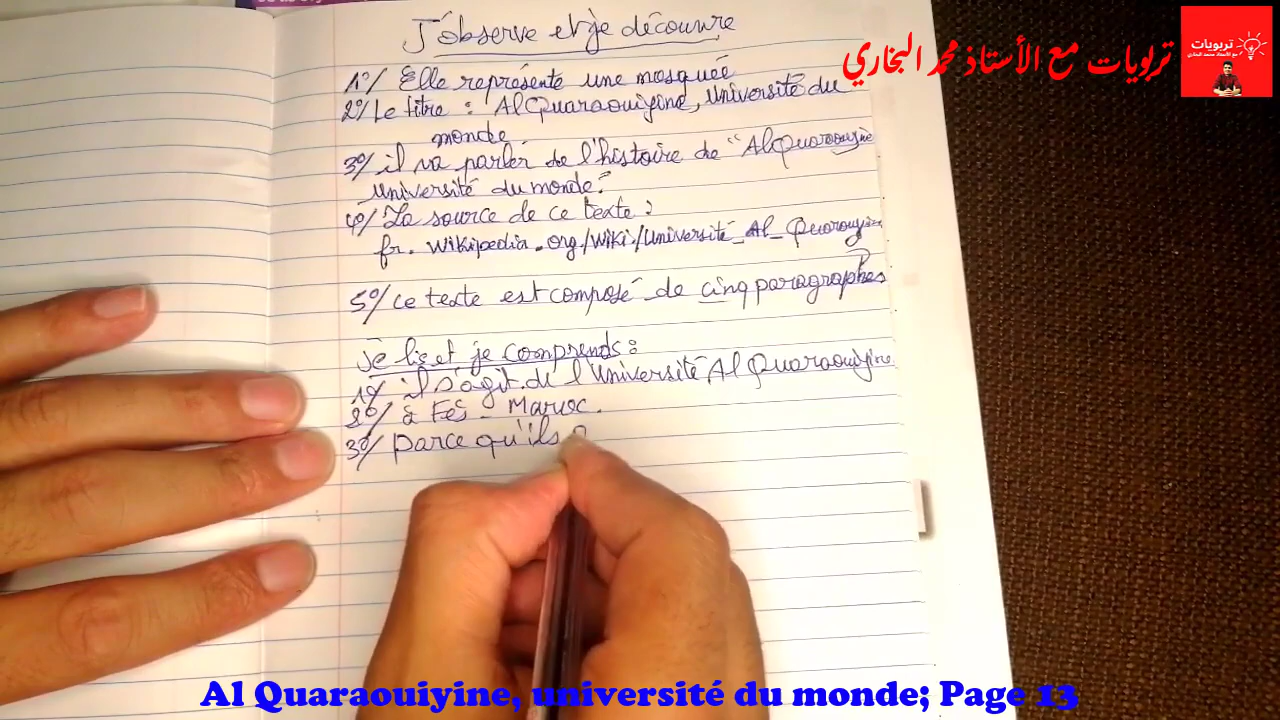 J'observe et je découvre
1°/ Elle représente une mosquée
2°/ Le titre : Al Quaraouiyine, université du
monde
3°/ il va parler de l'histoire de "Al Quaraouiyine
université du monde."
4°/ La source de ce texte :
fr. wikipedia.org/wiki/université_Al_Quarouyine
5°/ ce texte est composé de cinq paragraphes
je lis et je comprends :
1°/ il s'agit de l'université Al Quaraouiyine.
2°/ à Fès - Maroc.
3°/ parce qu'ils
تربويات مع الأستاذ محمد البخاري
تربويات
Al Quaraouiyine, université du monde; Page 13